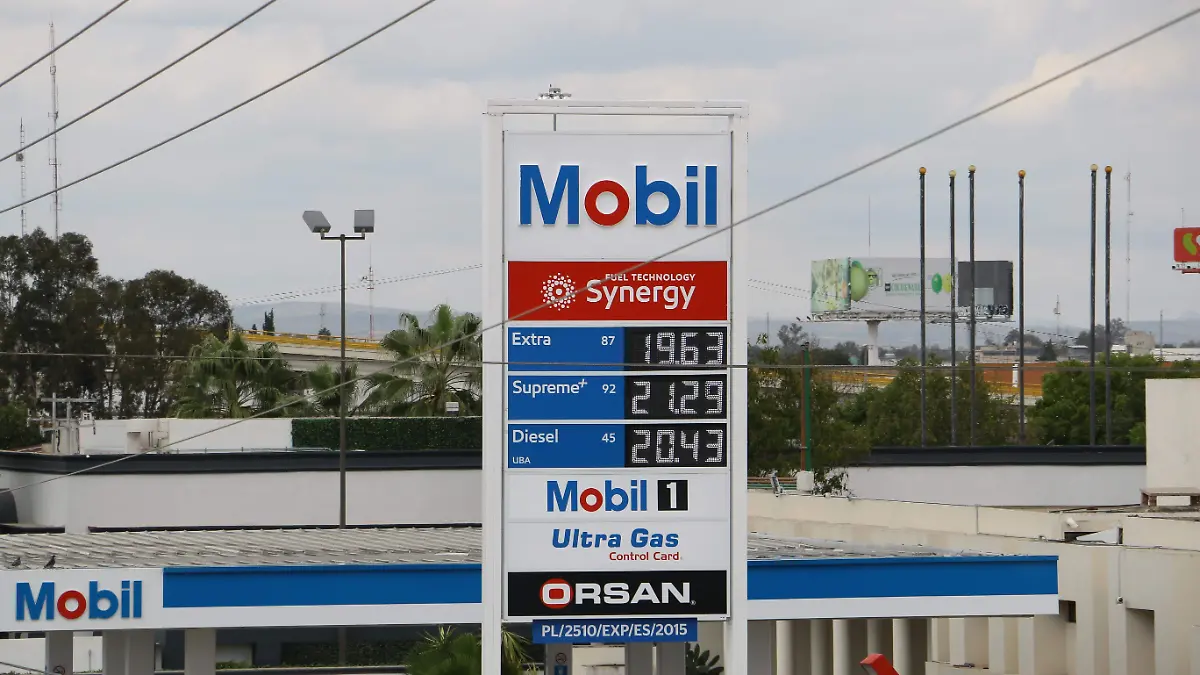 Mobil
FUEL TECHNOLOGY
Synergy
Extra 87 19.63
Supreme+ 92 21.29
Diesel 45 20.43
UBA
Mobil 1
Ultra Gas
Control Card
ORSAN®
PL/2510/EXP/ES/2015
Mobil